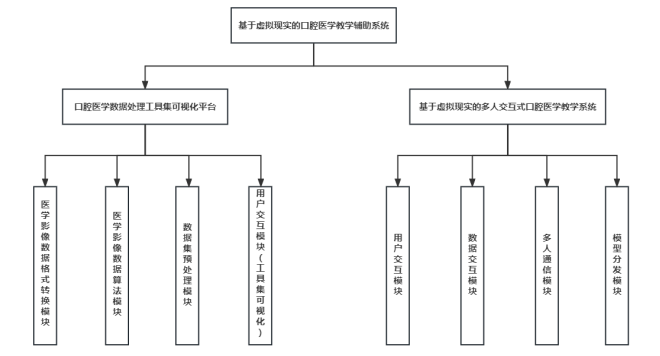 基于虚拟现实的口腔医学教学辅助系统
口腔医学数据处理工具集可视化平台
基于虚拟现实的多人交互式口腔医学教学系统
医学影像数据格式转换模块
医学影像数据算法模块
数据集预处理模块
用户交互模块(工具集可视化)
用户交互模块
数据交互模块
多人通信模块
模型分发模块